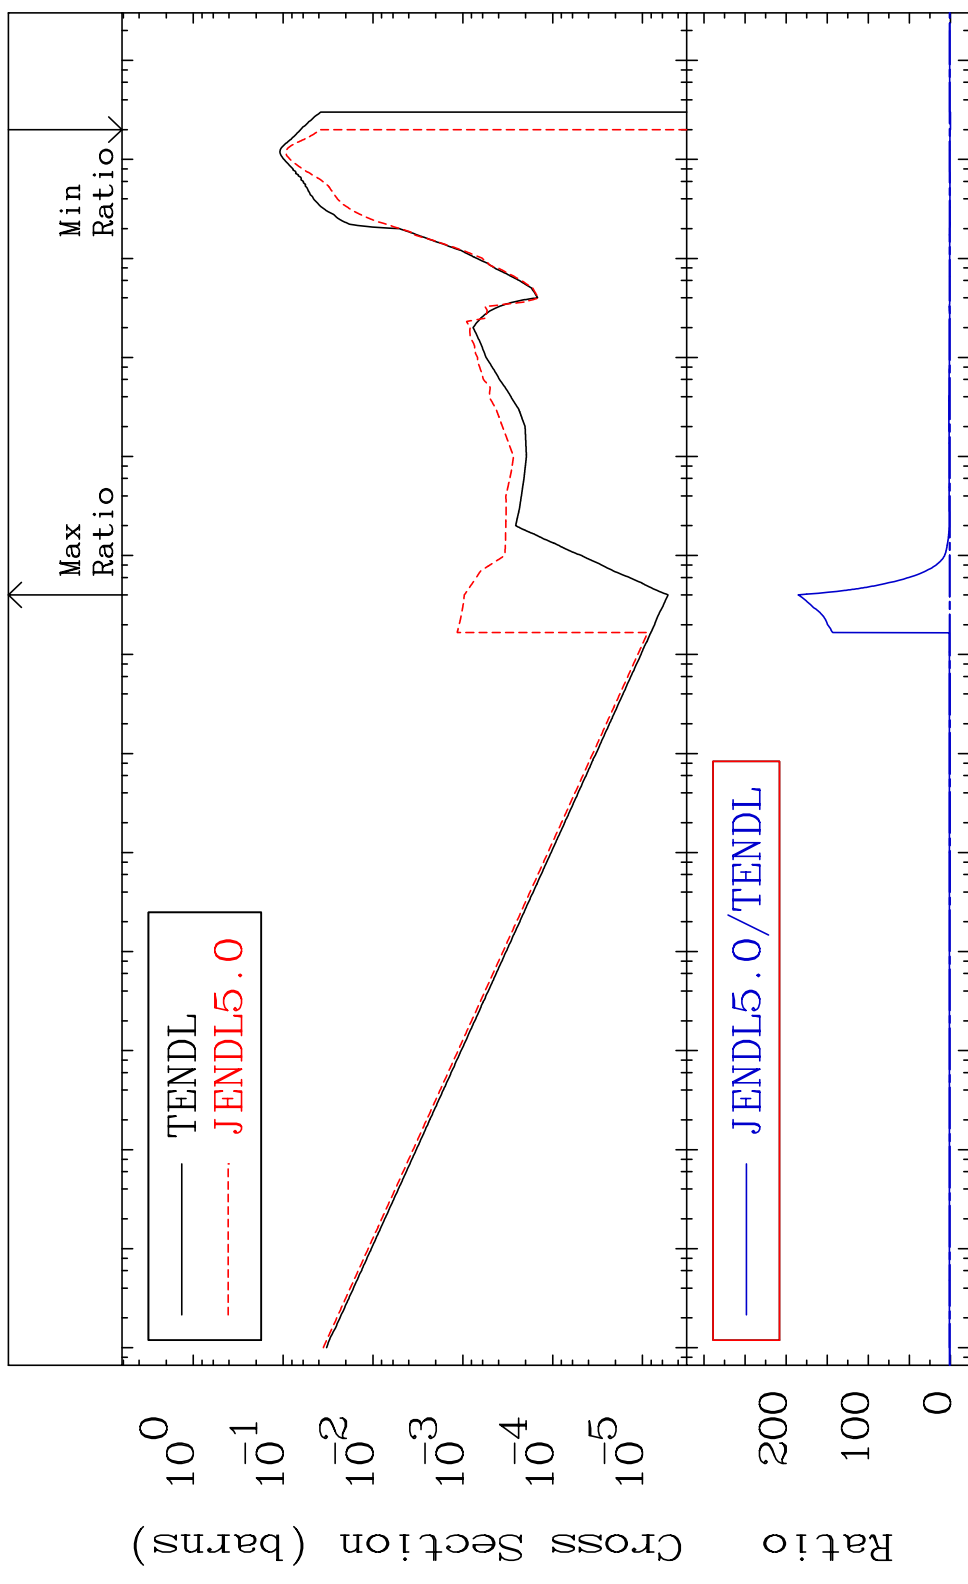 Min
Ratio
Max
Ratio
TENDL
JENDL5.0
10^0
10^-1
10^-2
10^-3
10^-4
10^-5
Cross Section (barns)
JENDL5.0/TENDL
200
100
0
Ratio